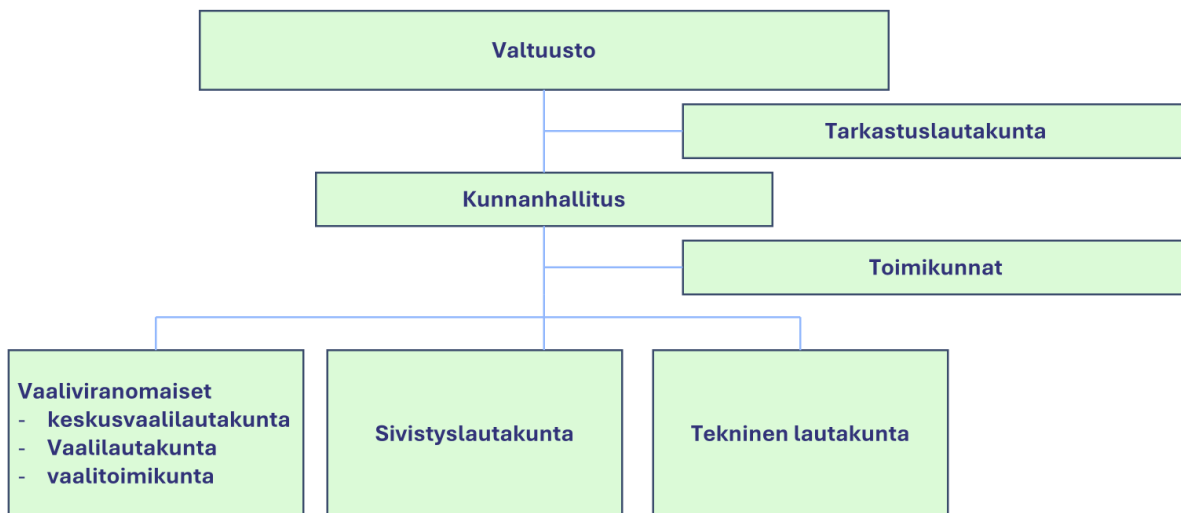 Valtuusto
Tarkastuslautakunta
Kunnanhallitus
Toimikunnat
Vaaliviranomaiset
- keskusvaalilautakunta
- Vaalilautakunta
- vaalitoimikunta
Sivistyslautakunta
Tekninen lautakunta